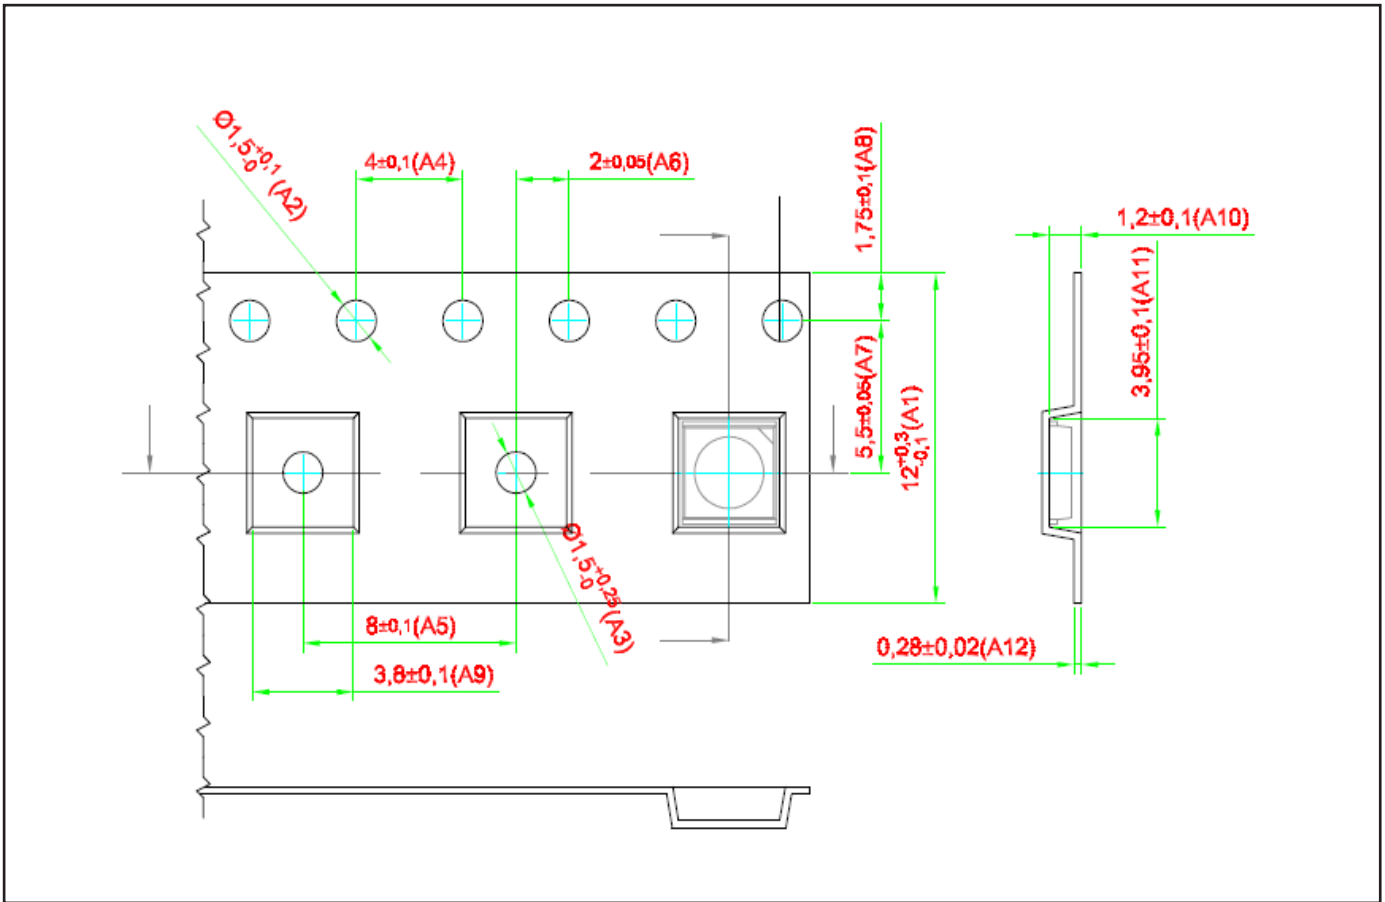 Ø1,5+0,1-0 (A2)
4±0,1(A4)
2±0,05(A6)
1,75±0,1(A8)
1,2±0,1(A10)
3,95±0,1(A11)
5,5±0,05(A7)
12+0,3-0,1(A1)
Ø1,5+0,25-0 (A3)
8±0,1(A5)
3,8±0,1(A9)
0,28±0,02(A12)